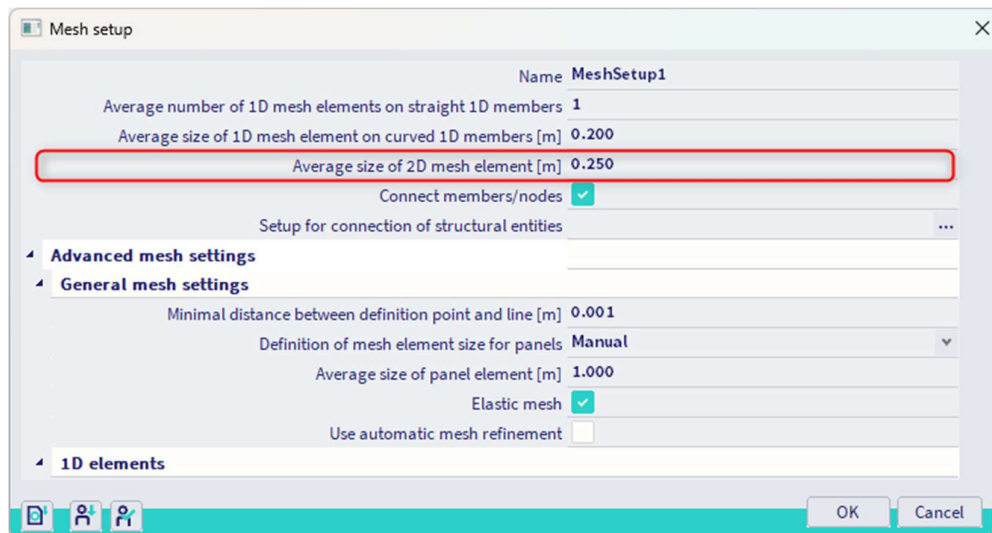 Mesh setup
Name MeshSetup1
Average number of 1D mesh elements on straight 1D members 1
Average size of 1D mesh element on curved 1D members [m] 0.200
Average size of 2D mesh element [m] 0.250
Connect members/nodes
Setup for connection of structural entities ...
Advanced mesh settings
General mesh settings
Minimal distance between definition point and line [m] 0.001
Definition of mesh element size for panels Manual
Average size of panel element [m] 1.000
Elastic mesh
Use automatic mesh refinement
1D elements
OK Cancel